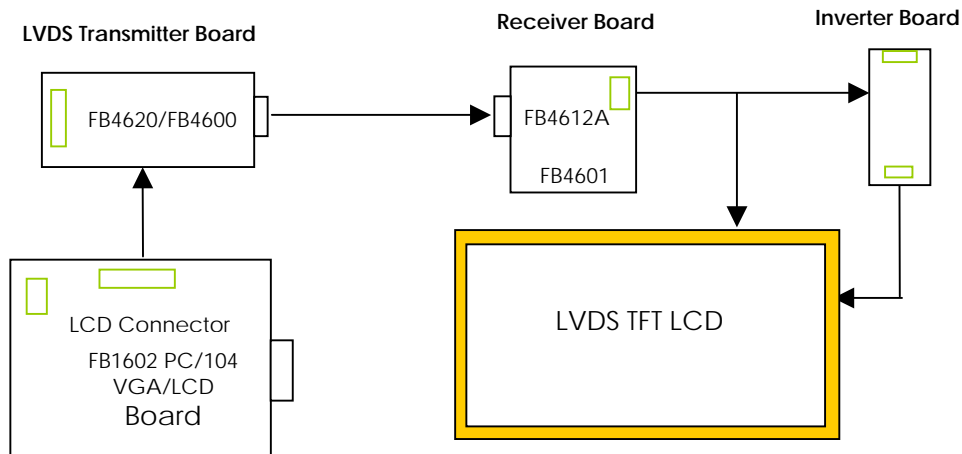 LVDS Transmitter Board
Receiver Board
Inverter Board
FB4620/FB4600
FB4612A
FB4601
LCD Connector
FB1602 PC/104
VGA/LCD
Board
LVDS TFT LCD